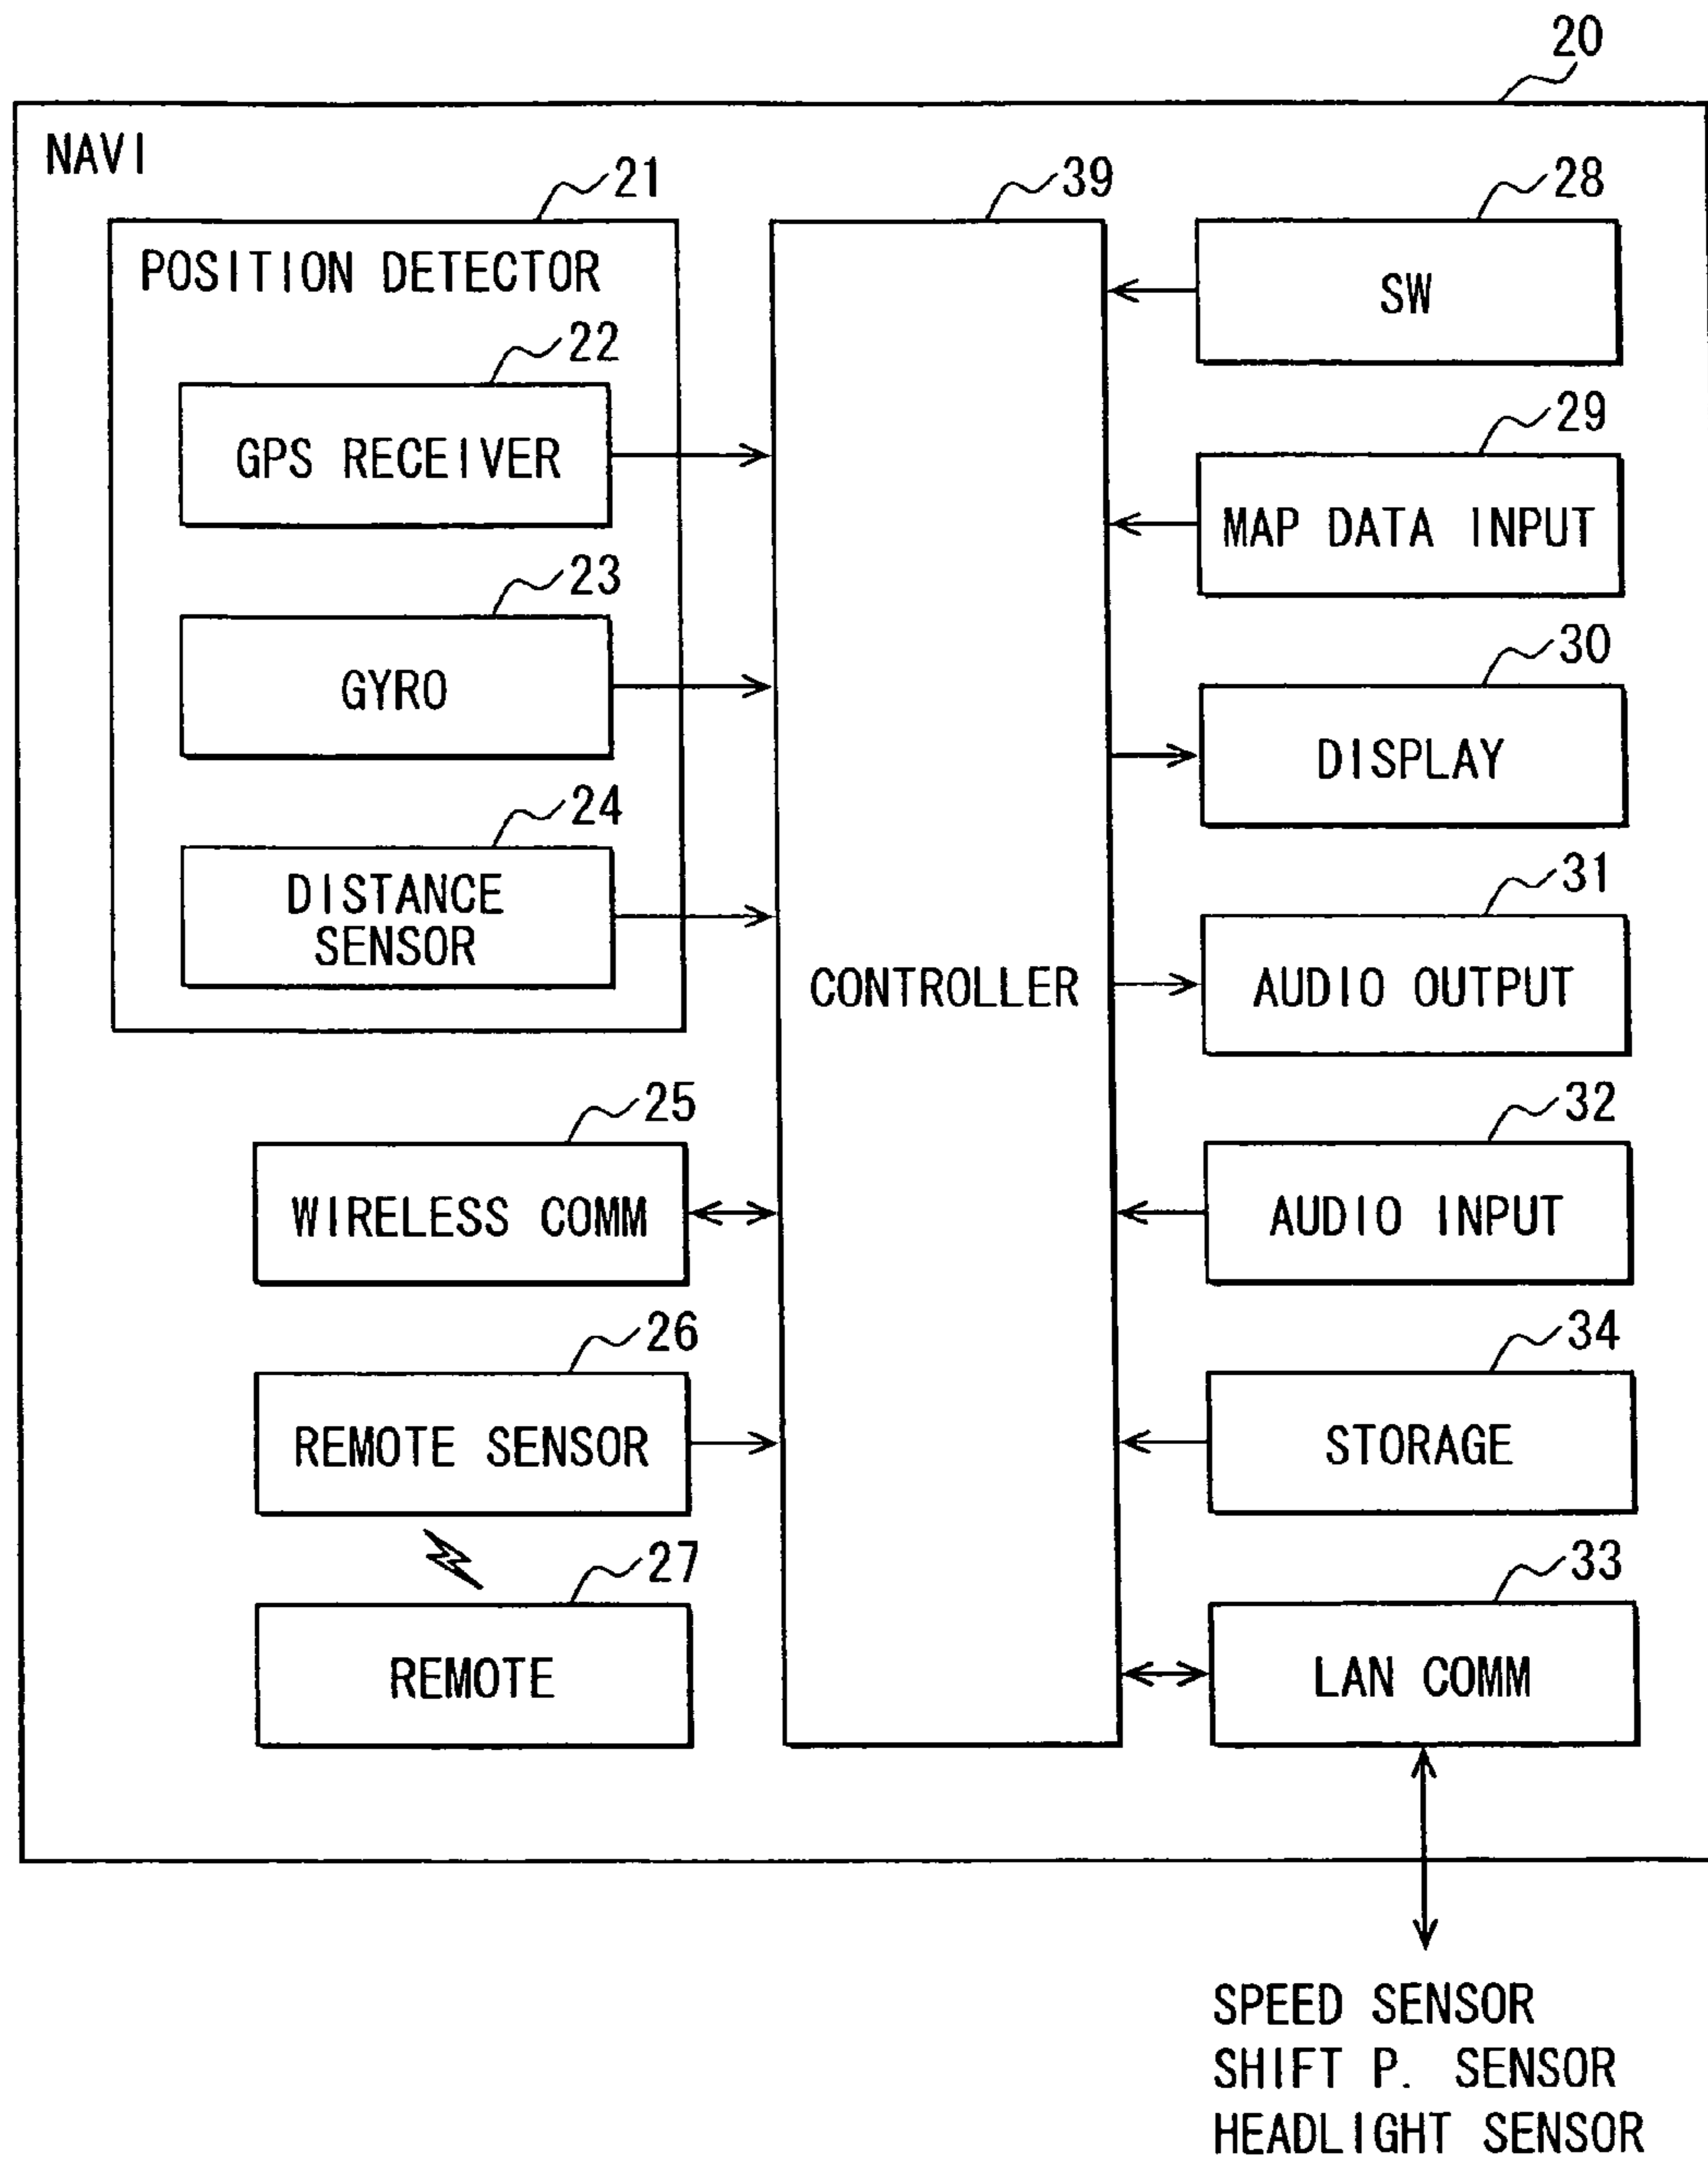 20
NAVI
21
POSITION DETECTOR
22
GPS RECEIVER
23
GYRO
24
DISTANCE
SENSOR
25
WIRELESS COMM
26
REMOTE SENSOR
27
REMOTE
39
CONTROLLER
28
SW
29
MAP DATA INPUT
30
DISPLAY
31
AUDIO OUTPUT
32
AUDIO INPUT
34
STORAGE
33
LAN COMM
SPEED SENSOR
SHIFT P. SENSOR
HEADLIGHT SENSOR